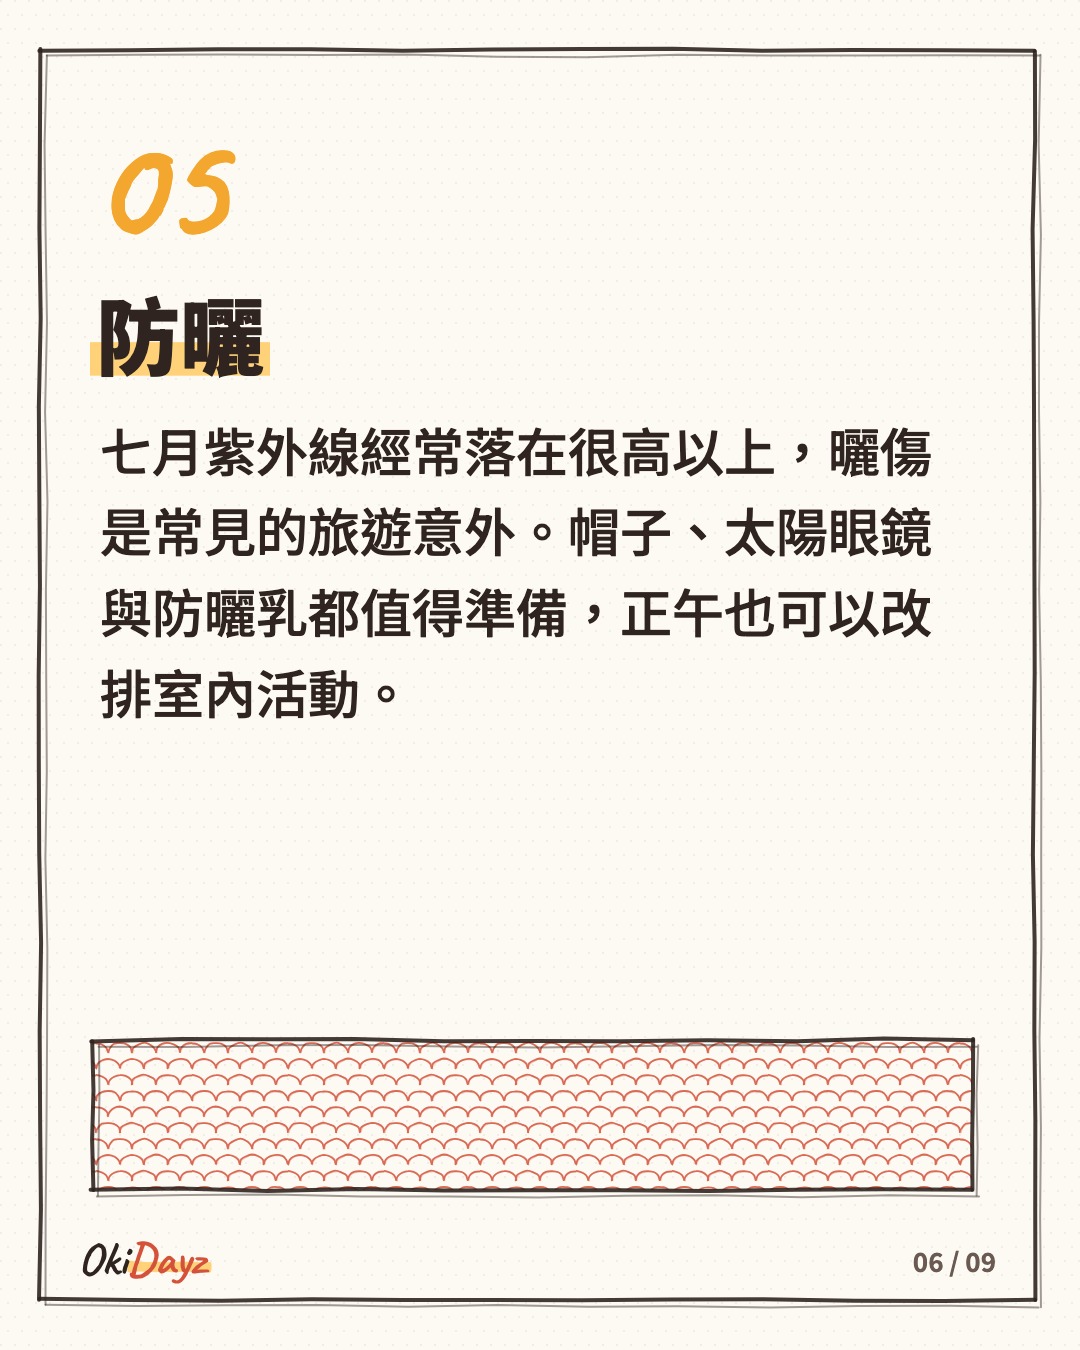 05
防曬
七月紫外線經常落在很高以上，曬傷
是常見的旅遊意外。帽子、太陽眼鏡
與防曬乳都值得準備，正午也可以改
排室內活動。
OkiDayz
06 / 09